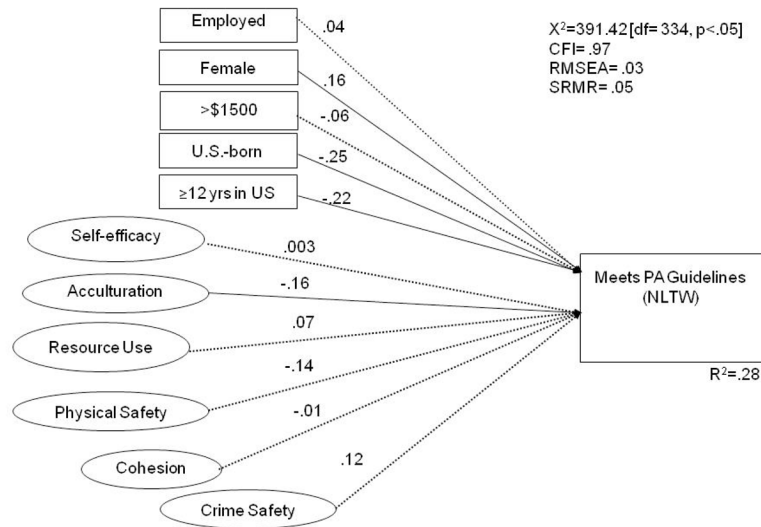 Employed
.04
X²=391.42[df= 334, p<.05]
CFI= .97
RMSEA= .03
SRMR= .05
Female
.16
>$1500
-.06
U.S.-born
-.25
≥12 yrs in US
-.22
Self-efficacy
.003
Acculturation
-.16
Resource Use
.07
Physical Safety
-.14
Cohesion
-.01
Crime Safety
.12
Meets PA Guidelines
(NLTW)
R²=.28